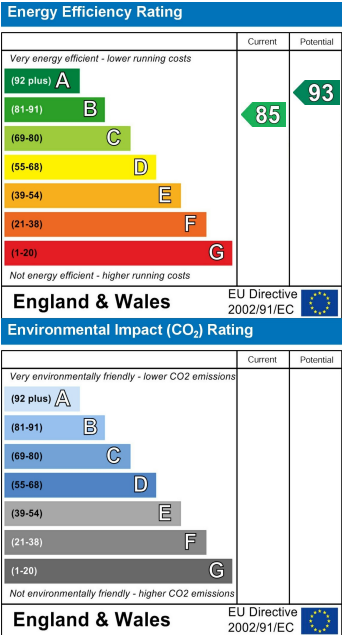 Energy Efficiency Rating
Current Potential
Very energy efficient - lower running costs
(92 plus) A
93
(81-91) B
85
(69-80) C
(55-68) D
(39-54) E
(21-38) F
(1-20) G
Not energy efficient - higher running costs
England & Wales
EU Directive
2002/91/EC
Environmental Impact (CO₂) Rating
Current Potential
Very environmentally friendly - lower CO2 emissions
(92 plus) A
(81-91) B
(69-80) C
(55-68) D
(39-54) E
(21-38) F
(1-20) G
Not environmentally friendly - higher CO2 emissions
England & Wales
EU Directive
2002/91/EC